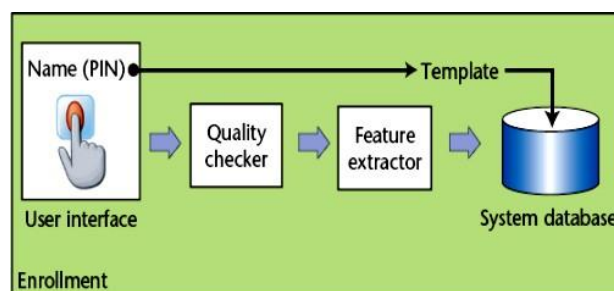 Name (PIN)
Template
Quality
checker
Feature
extractor
User interface
System database
Enrollment